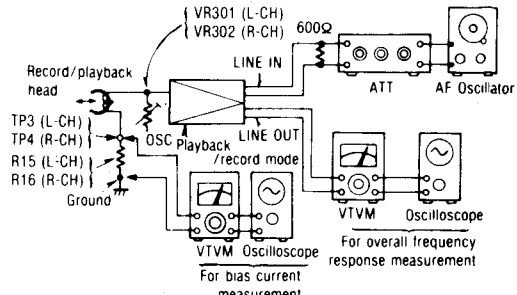 VR301 (L-CH)
VR302 (R-CH)
600Ω
LINE IN
Record/playback
head
ATT
AF Oscillator
TP3 (L-CH)
TP4 (R-CH)
OSC
Playback
/record mode
LINE OUT
R15 (L-CH)
R16 (R-CH)
Ground
VTVM
Oscilloscope
VTVM
Oscilloscope
For overall frequency
response measurement
For bias current
measurement